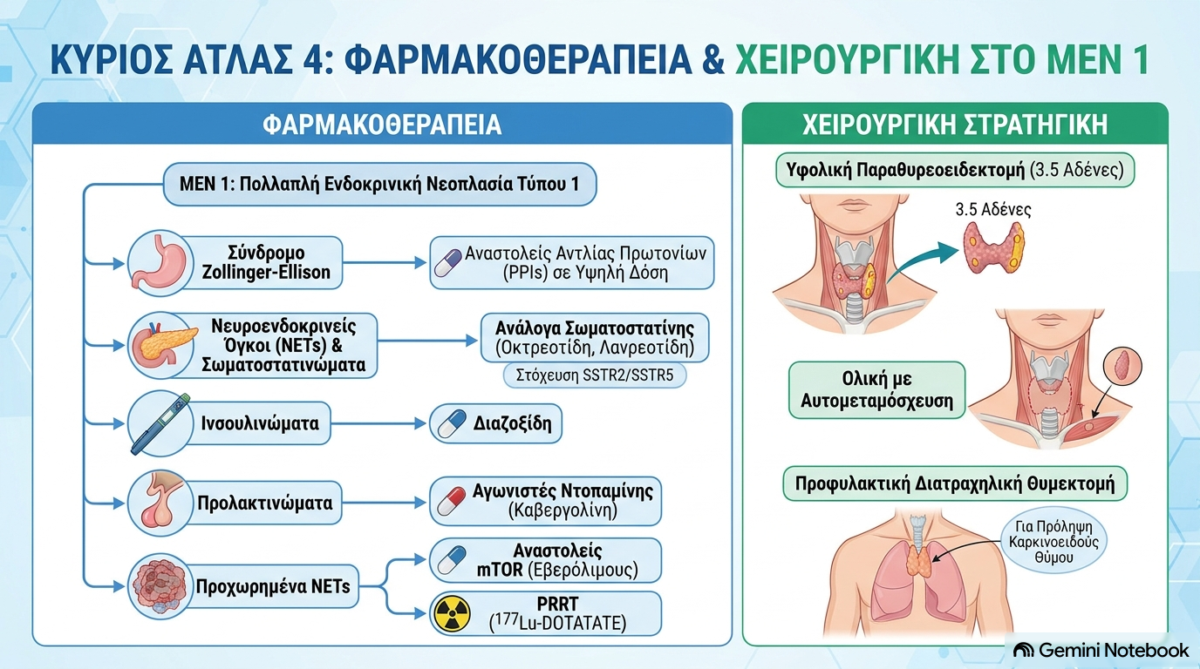 ΚΥΡΙΟΣ ΑΤΛΑΣ 4: ΦΑΡΜΑΚΟΘΕΡΑΠΕΙΑ & ΧΕΙΡΟΥΡΓΙΚΗ ΣΤΟ MEN 1
ΦΑΡΜΑΚΟΘΕΡΑΠΕΙΑ
MEN 1: Πολλαπλή Ενδοκρινική Νεοπλασία Τύπου 1
Σύνδρομο
Zollinger-Ellison
Αναστολείς Αντλίας Πρωτονίων
(PPIs) σε Υψηλή Δόση
Νευροενδοκρινείς
Όγκοι (NETs) &
Σωματοστατινώματα
Ανάλογα Σωματοστατίνης
(Οκτρεοτίδη, Λανρεοτίδη)
Στόχευση SSTR2/SSTR5
Ινσουλινώματα
Διαζοξίδη
Προλακτινώματα
Αγωνιστές Ντοπαμίνης
(Καβεργολίνη)
Προχωρημένα NETs
Αναστολείς
mTOR (Εβερόλιμους)
PRRT
(¹⁷⁷Lu-DOTATATE)
ΧΕΙΡΟΥΡΓΙΚΗ ΣΤΡΑΤΗΓΙΚΗ
Υφολική Παραθυρεοειδεκτομή (3.5 Αδένες)
3.5 Αδένες
Ολική με
Αυτομεταμόσχευση
Προφυλακτική Διατραχηλική Θυμεκτομή
Για Πρόληψη
Καρκινοειδούς
Θύμου
Gemini Notebook